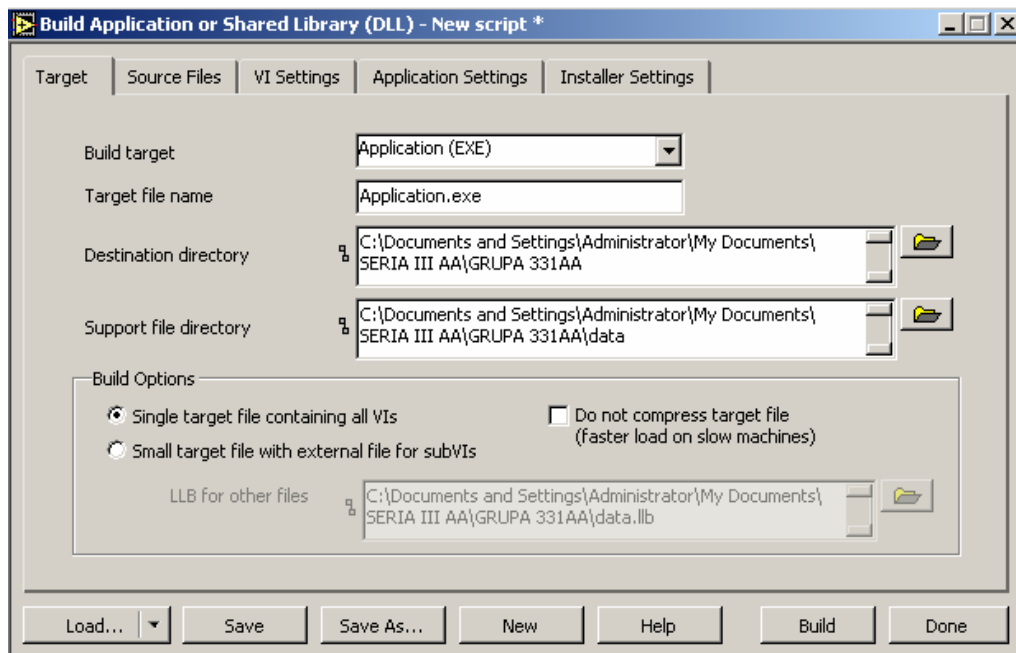 Build Application or Shared Library (DLL) - New script *
Target
Source Files
VI Settings
Application Settings
Installer Settings
Build target
Application (EXE)
Target file name
Application.exe
Destination directory
C:\Documents and Settings\Administrator\My Documents\
SERIA III AA\GRUPA 331AA
Support file directory
C:\Documents and Settings\Administrator\My Documents\
SERIA III AA\GRUPA 331AA\data
Build Options
Single target file containing all VIs
Small target file with external file for subVIs
Do not compress target file
(faster load on slow machines)
LLB for other files
C:\Documents and Settings\Administrator\My Documents\
SERIA III AA\GRUPA 331AA\data.llb
Load...
Save
Save As...
New
Help
Build
Done